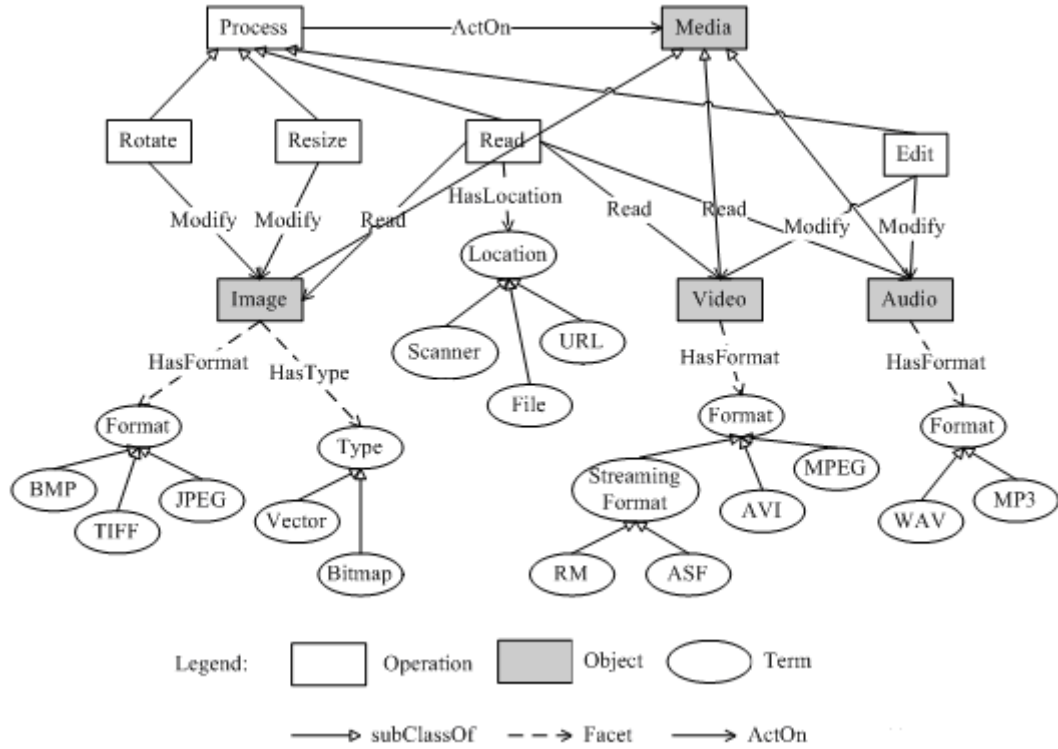 Process
ActOn
Media
Rotate
Resize
Read
Edit
HasLocation
Modify
Modify
Read
Read
Read
Modify
Modify
Location
Image
Video
Audio
Scanner
URL
HasFormat
HasType
HasFormat
HasFormat
File
Format
Type
Format
Format
BMP
JPEG
TIFF
Vector
Bitmap
Streaming
Format
MPEG
AVI
RM
ASF
WAV
MP3
Legend:
Operation
Object
Term
subClassOf
Facet
ActOn